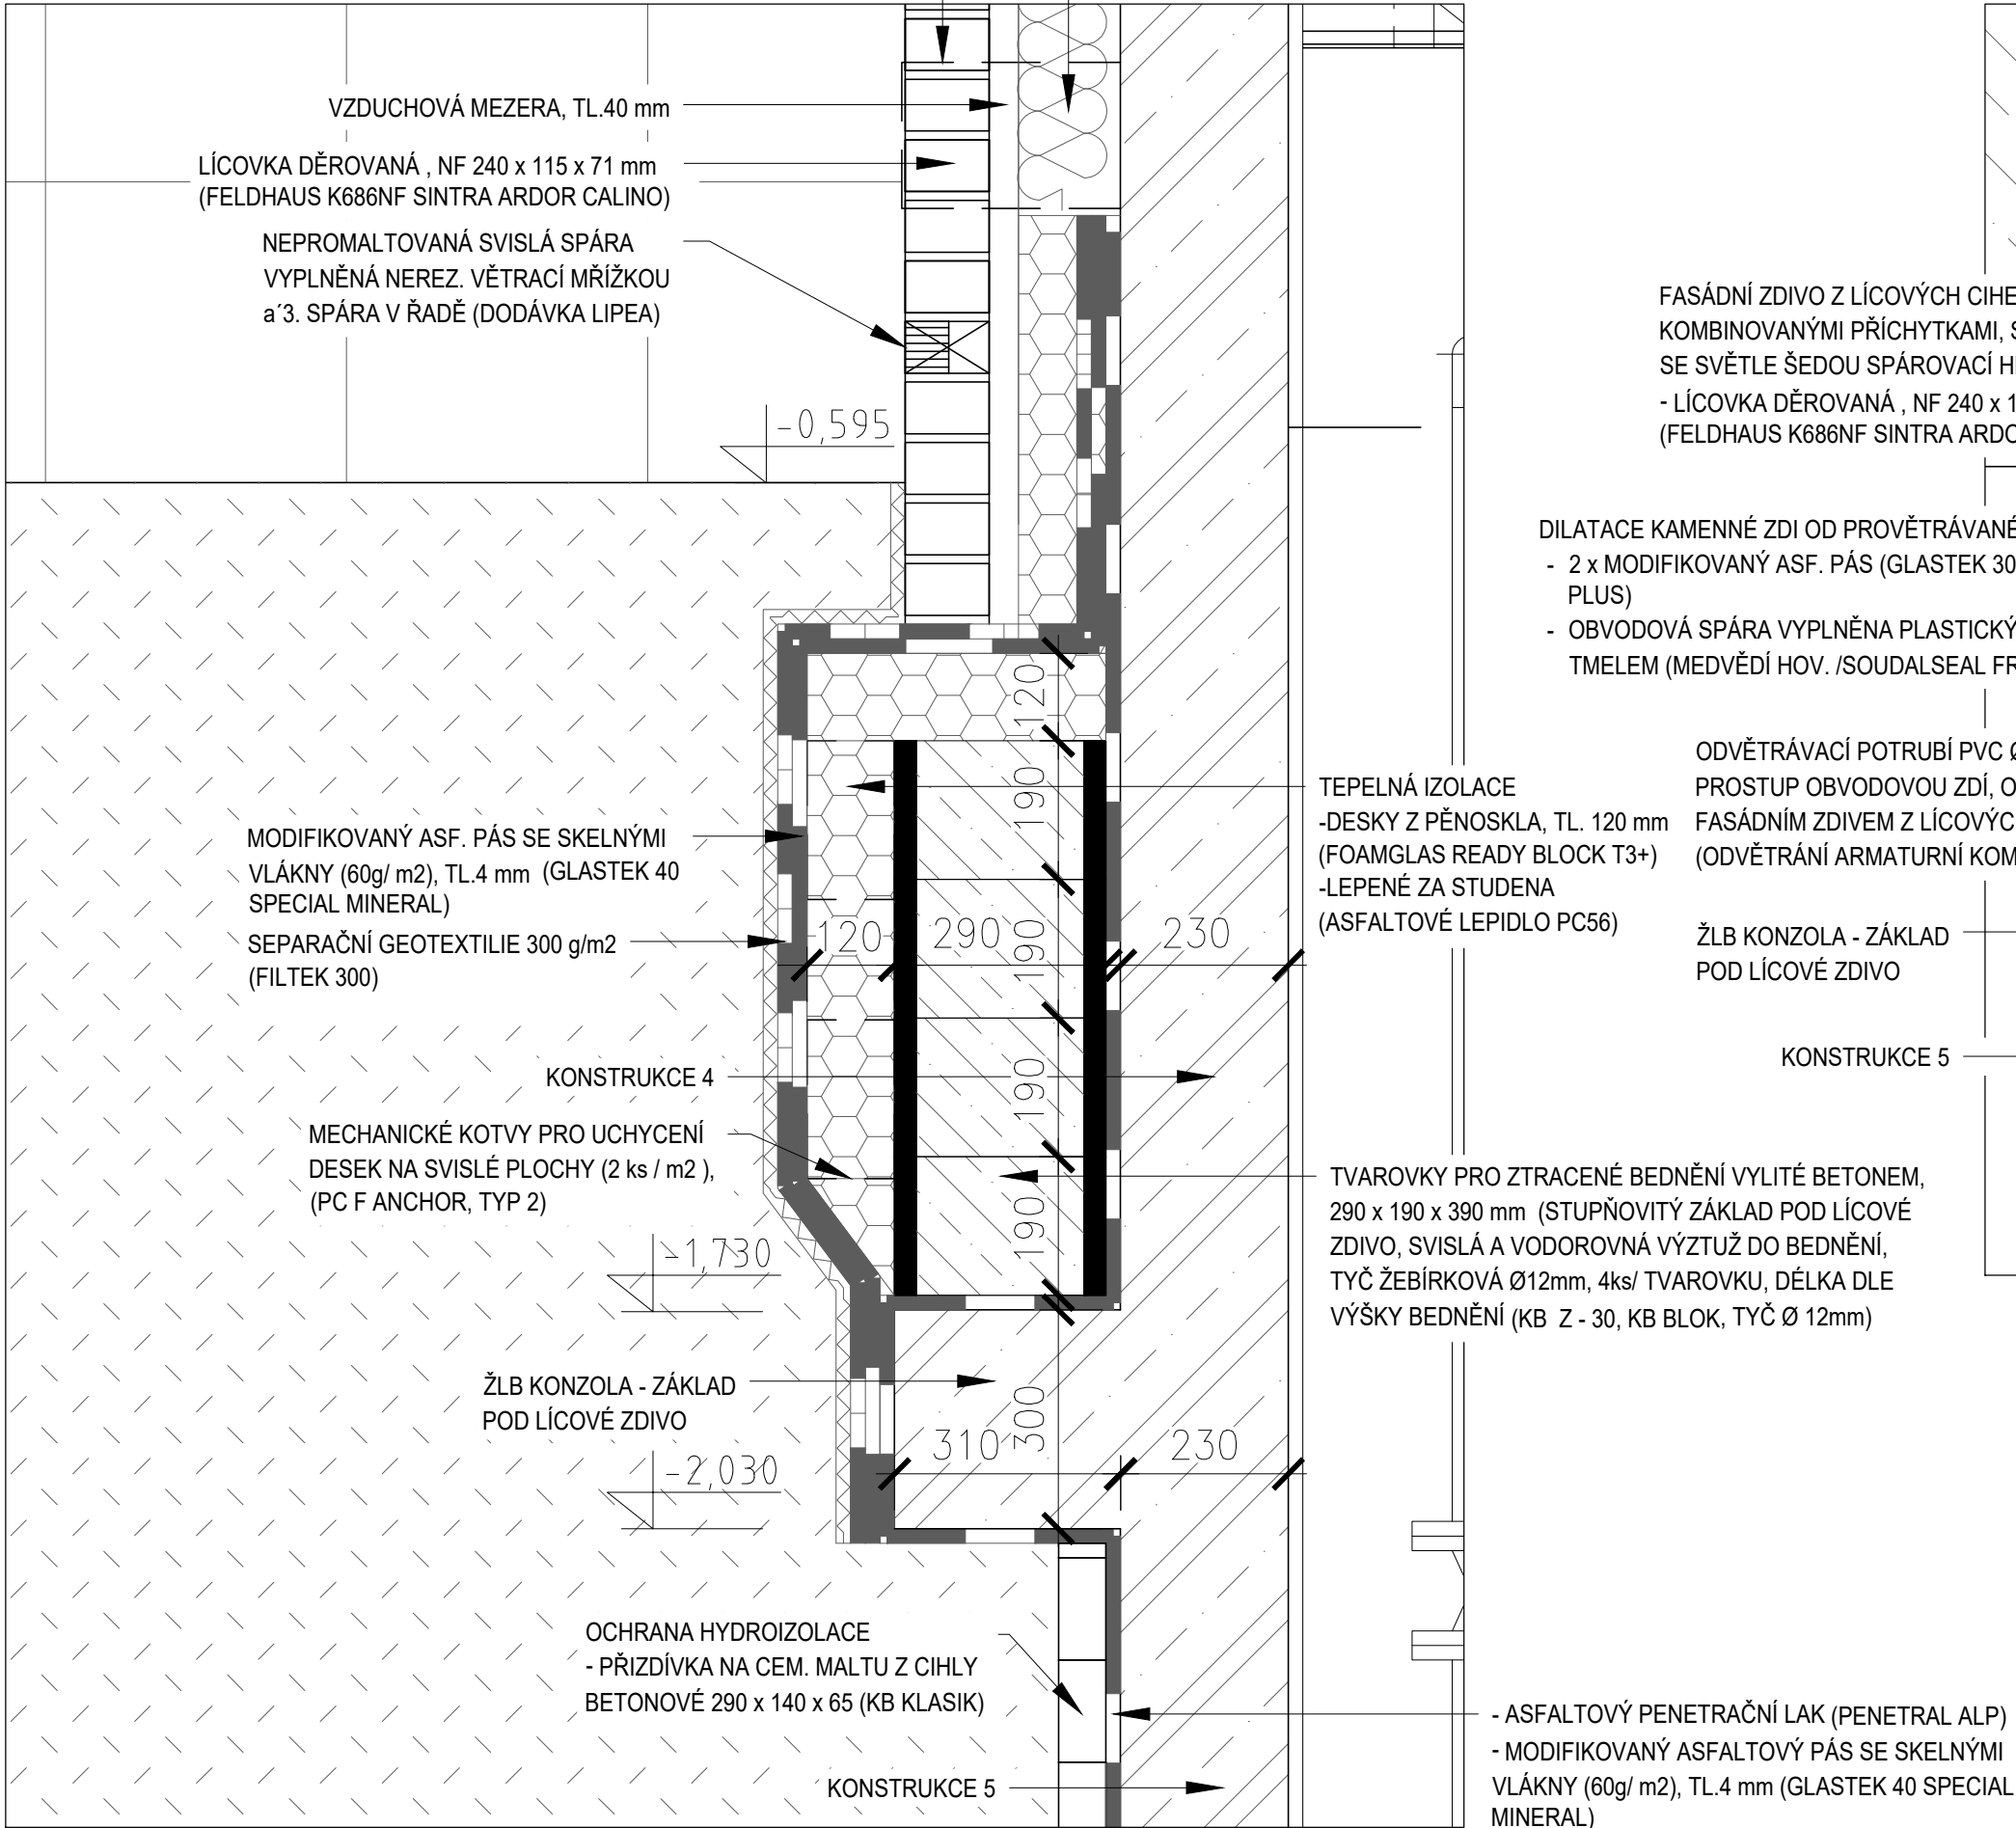 VZDUCHOVÁ MEZERA, TL.40 mm
LÍCOVKA DĚROVANÁ , NF 240 x 115 x 71 mm
(FELDHAUS K686NF SINTRA ARDOR CALINO)
NEPROMALTOVANÁ SVISLÁ SPÁRA
VYPLNĚNÁ NEREZ. VĚTRACÍ MŘÍŽKOU
a´3. SPÁRA V ŘADĚ (DODÁVKA LIPEA)
-0,595
MODIFIKOVANÝ ASF. PÁS SE SKELNÝMI
VLÁKNY (60g/ m2), TL.4 mm (GLASTEK 40
SPECIAL MINERAL)
SEPARAČNÍ GEOTEXTILIE 300 g/m2
(FILTEK 300)
KONSTRUKCE 4
MECHANICKÉ KOTVY PRO UCHYCENÍ
DESEK NA SVISLÉ PLOCHY (2 ks / m2 ),
(PC F ANCHOR, TYP 2)
-1,730
ŽLB KONZOLA - ZÁKLAD
POD LÍCOVÉ ZDIVO
-2,030
OCHRANA HYDROIZOLACE
- PŘIZDÍVKA NA CEM. MALTU Z CIHLY
BETONOVÉ 290 x 140 x 65 (KB KLASIK)
KONSTRUKCE 5
120
190
120 290 190 230
190
190
300
310 230
TEPELNÁ IZOLACE
-DESKY Z PĚNOSKLA, TL. 120 mm
(FOAMGLAS READY BLOCK T3+)
-LEPENÉ ZA STUDENA
(ASFALTOVÉ LEPIDLO PC56)
TVAROVKY PRO ZTRACENÉ BEDNĚNÍ VYLITÉ BETONEM,
290 x 190 x 390 mm (STUPŇOVITÝ ZÁKLAD POD LÍCOVÉ
ZDIVO, SVISLÁ A VODOROVNÁ VÝZTUŽ DO BEDNĚNÍ,
TYČ ŽEBÍRKOVÁ Ø12mm, 4ks/ TVAROVKU, DÉLKA DLE
VÝŠKY BEDNĚNÍ (KB Z - 30, KB BLOK, TYČ Ø 12mm)
- ASFALTOVÝ PENETRAČNÍ LAK (PENETRAL ALP)
- MODIFIKOVANÝ ASFALTOVÝ PÁS SE SKELNÝMI
VLÁKNY (60g/ m2), TL.4 mm (GLASTEK 40 SPECIAL
MINERAL)
FASÁDNÍ ZDIVO Z LÍCOVÝCH CIHE
KOMBINOVANÝMI PŘÍCHYTKAMI, S
SE SVĚTLE ŠEDOU SPÁROVACÍ H
- LÍCOVKA DĚROVANÁ , NF 240 x 1
(FELDHAUS K686NF SINTRA ARDO
DILATACE KAMENNÉ ZDI OD PROVĚTRÁVANÉ
- 2 x MODIFIKOVANÝ ASF. PÁS (GLASTEK 30
PLUS)
- OBVODOVÁ SPÁRA VYPLNĚNA PLASTICKÝ
TMELEM (MEDVĚDÍ HOV. /SOUDALSEAL FR
ODVĚTRÁVACÍ POTRUBÍ PVC Ø
PROSTUP OBVODOVOU ZDÍ, O
FASÁDNÍM ZDIVEM Z LÍCOVÝC
(ODVĚTRÁNÍ ARMATURNÍ KOM
ŽLB KONZOLA - ZÁKLAD
POD LÍCOVÉ ZDIVO
KONSTRUKCE 5